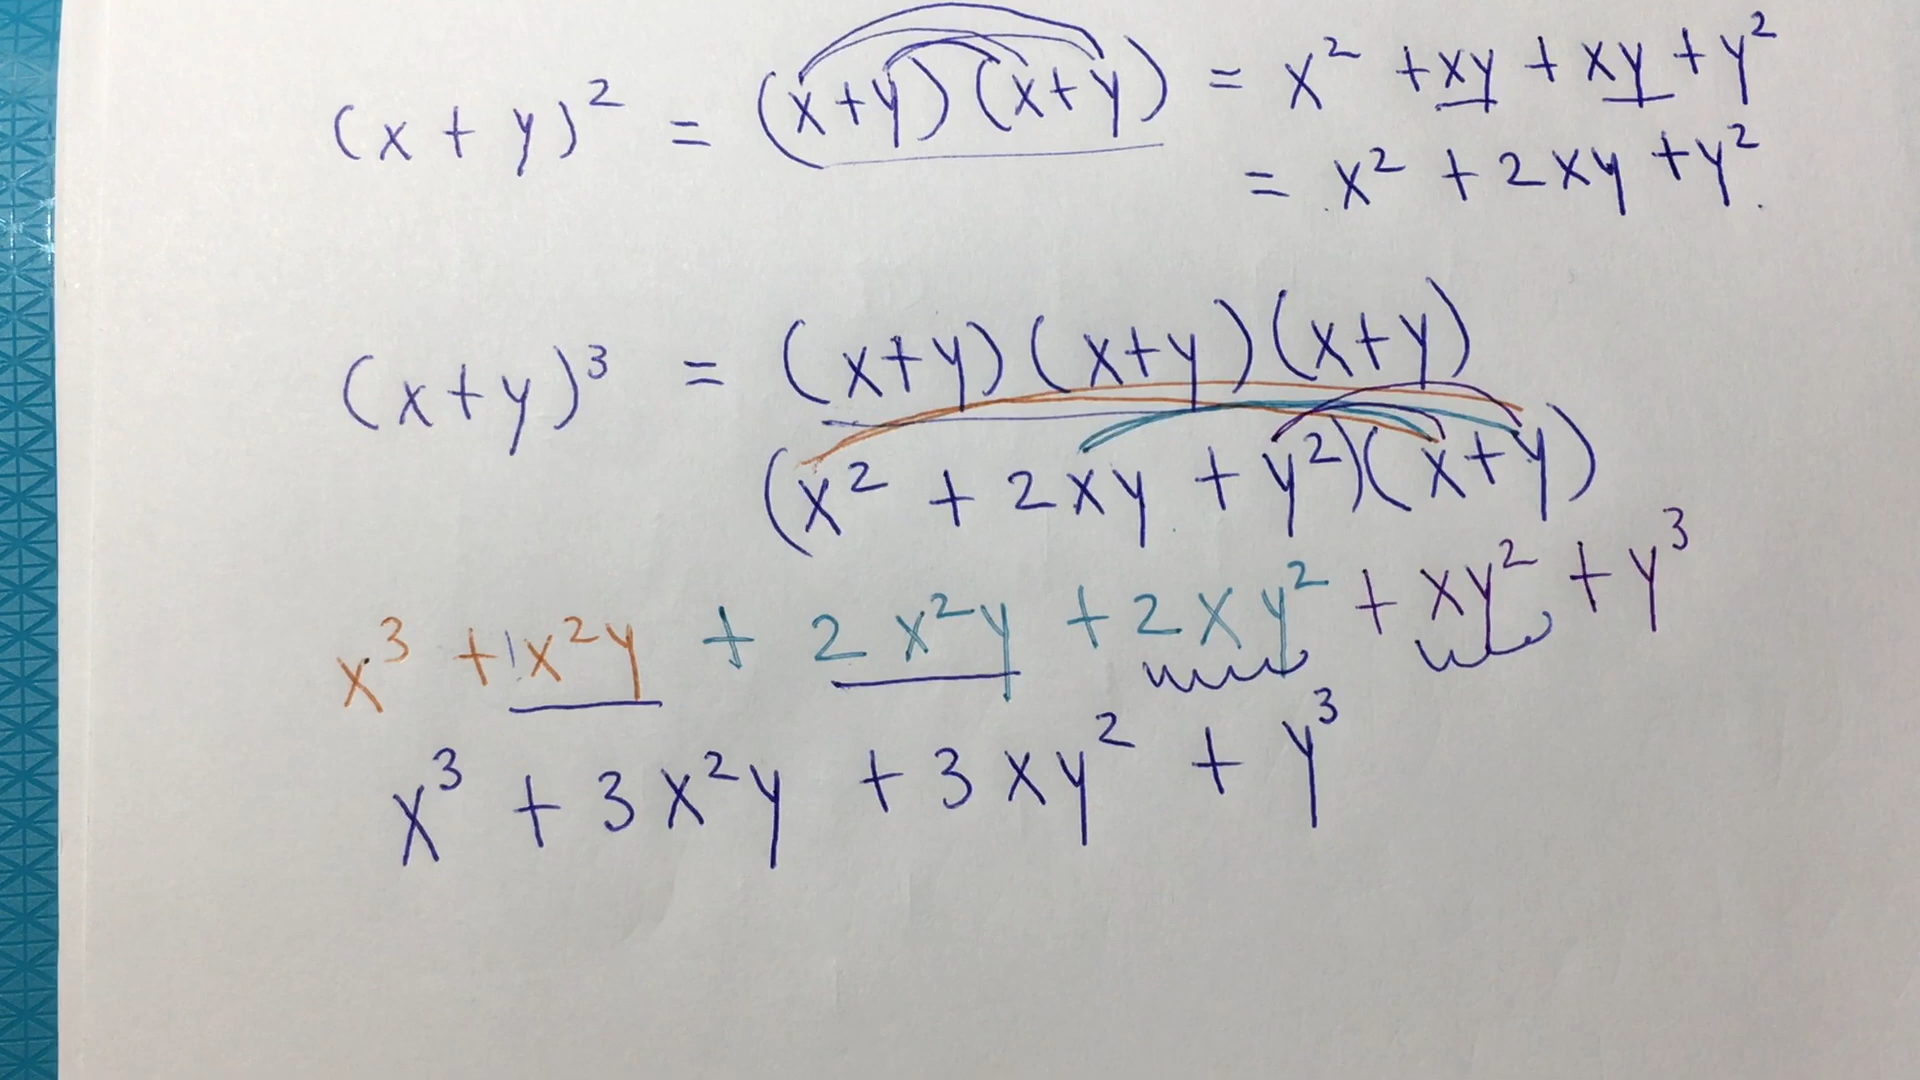 (x + y)² = (x+y)(x+y) = x² + xy + xy + y²
= x² + 2xy + y²
(x+y)³ = (x+y)(x+y)(x+y)
(x² + 2xy + y²)(x+y)
x³ + 1x²y + 2x²y + 2xy² + xy² + y³
x³ + 3x²y + 3xy² + y³